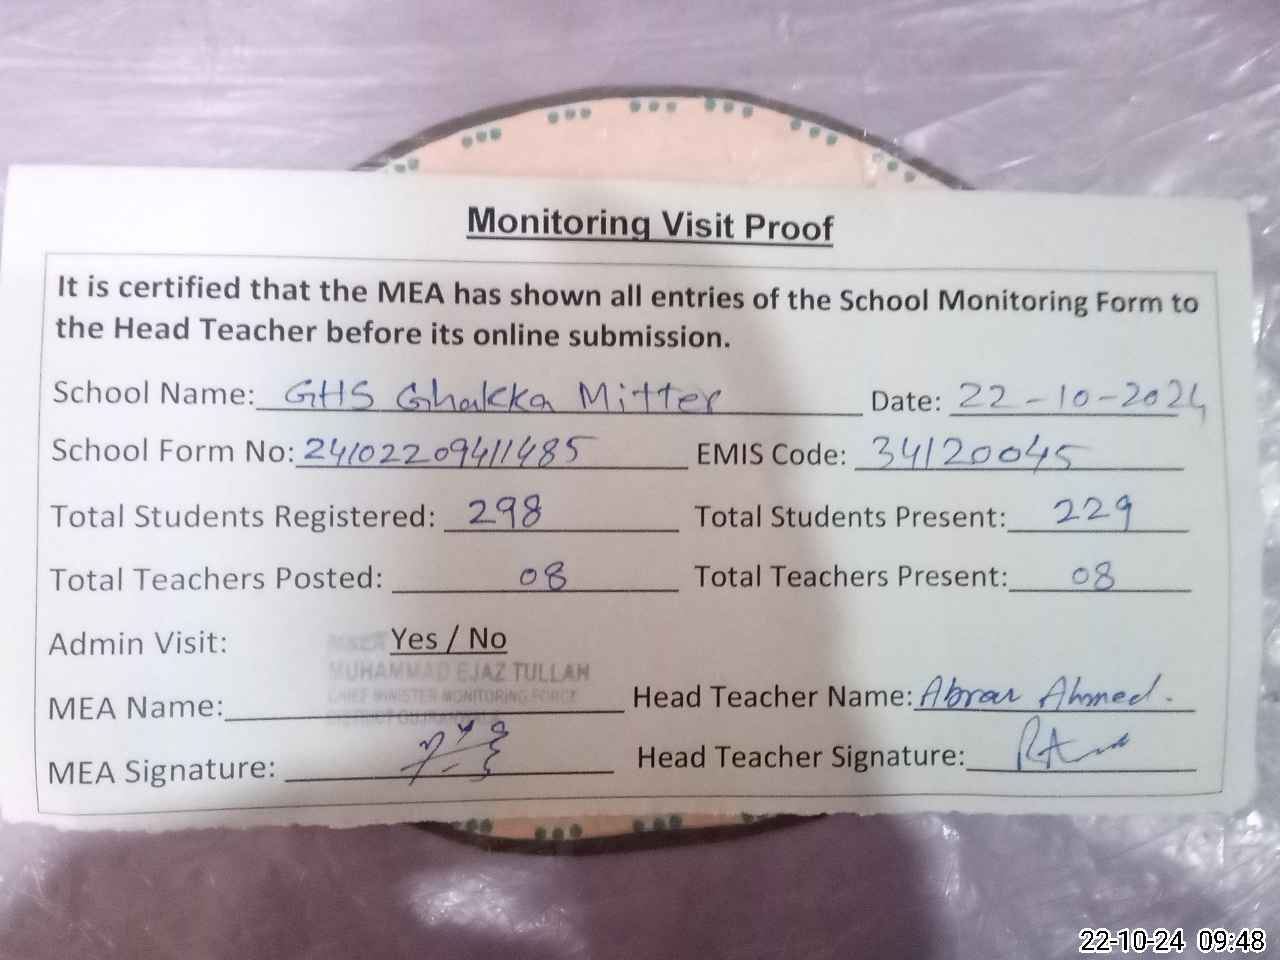 Monitoring Visit Proof
It is certified that the MEA has shown all entries of the School Monitoring Form to
the Head Teacher before its online submission.
School Name: GHS Ghakka Mitter Date: 22-10-2024
School Form No: 24102209411485 EMIS Code: 34120045
Total Students Registered: 298 Total Students Present: 229
Total Teachers Posted: 08 Total Teachers Present: 08
Admin Visit: Yes / No
MUHAMMAD EJAZ TULLAH
CHIEF MINISTER MONITORING FORCE
DISTRICT
MEA Name: Head Teacher Name: Abrar Ahmed.
MEA Signature: Head Teacher Signature:
22-10-24 09:48